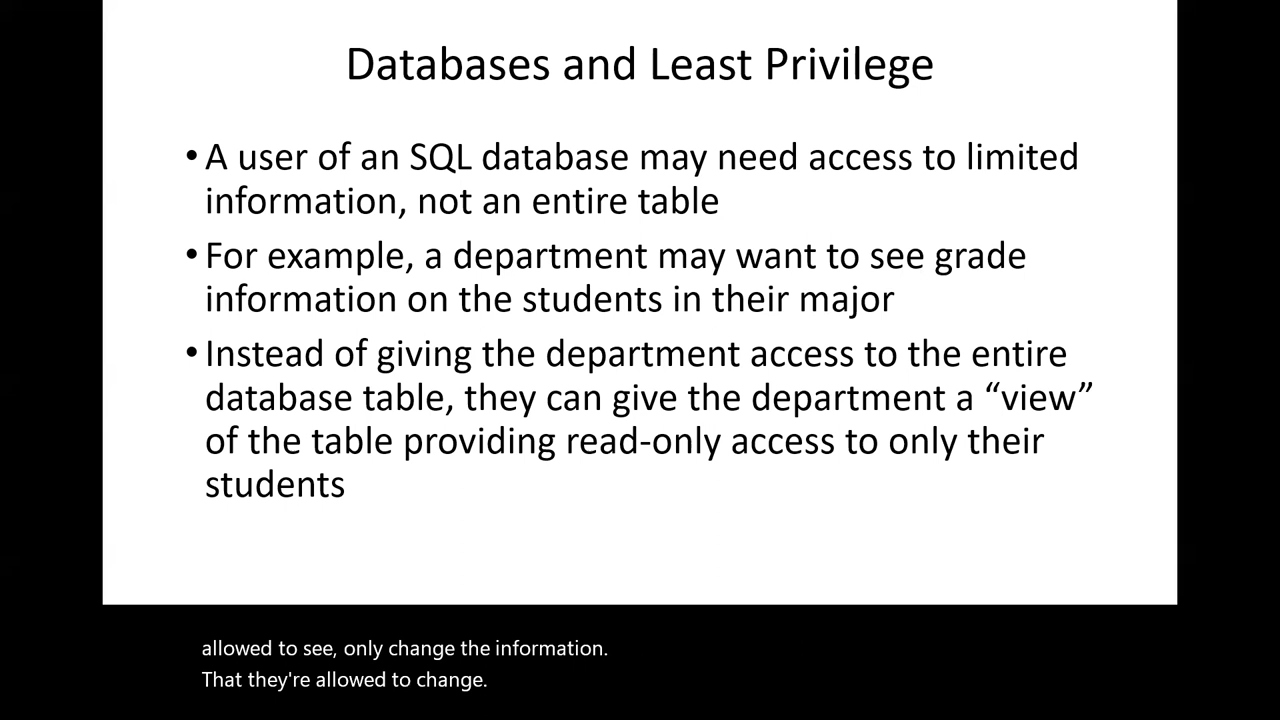 Databases and Least Privilege
•A user of an SQL database may need access to limited
information, not an entire table
•For example, a department may want to see grade
information on the students in their major
•Instead of giving the department access to the entire
database table, they can give the department a “view”
of the table providing read-only access to only their
students
allowed to see, only change the information.
That they're allowed to change.